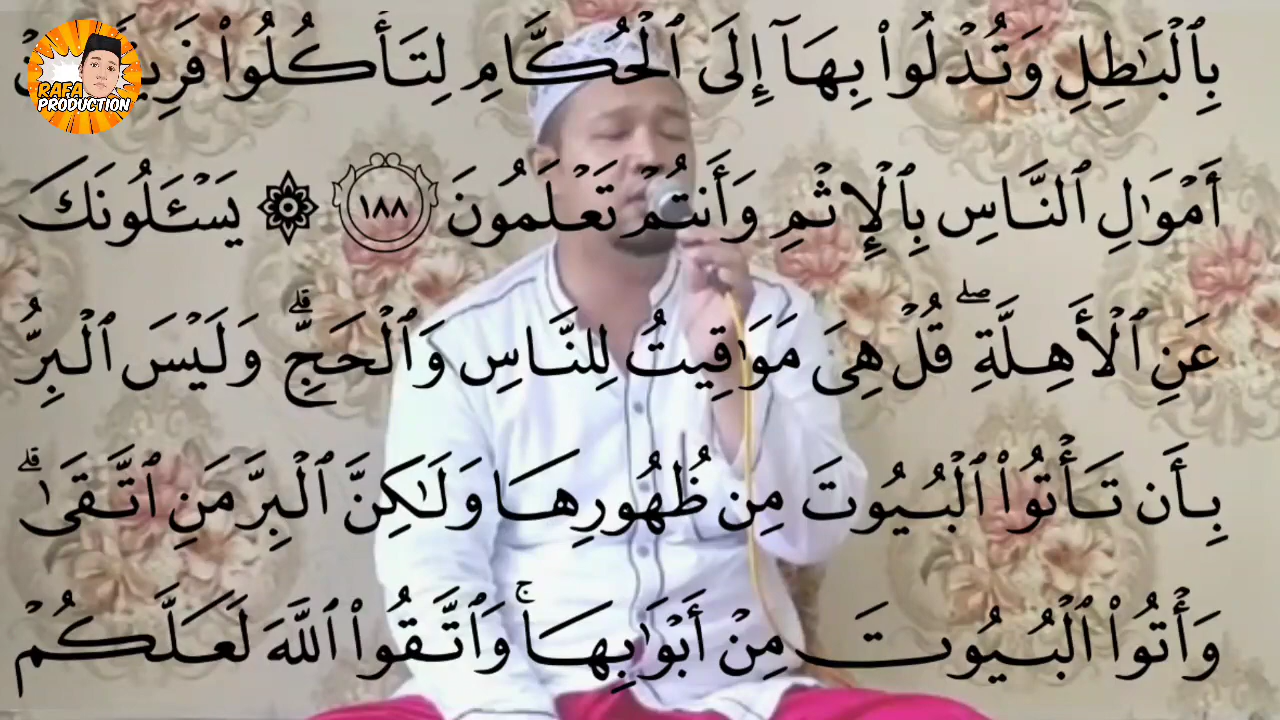 بِٱلْبَـٰطِلِ وَتُدْلُوا۟ بِهَآ إِلَى ٱلْحُكَّامِ لِتَأْكُلُوا۟
أَمْوَٰلِ ٱلنَّاسِ بِٱلْإِثْمِ وَأَنتُمْ تَعْلَمُونَ ١٨٨ ۞ يَسْـَٔلُونَكَ
عَنِ ٱلْأَهِلَّةِ ۖ قُلْ هِىَ مَوَٰقِيتُ لِلنَّاسِ وَٱلْحَجِّ ۗ وَلَيْسَ ٱلْبِرُّ
بِأَن تَأْتُوا۟ ٱلْبُيُوتَ مِن ظُهُورِهَا وَلَـٰكِنَّ ٱلْبِرَّ مَنِ ٱتَّقَىٰ ۗ
وَأْتُوا۟ ٱلْبُيُوتَ مِنْ أَبْوَٰبِهَا ۚ وَٱتَّقُوا۟ ٱللَّهَ لَعَلَّكُمْ
RAFA
PRODUCTION